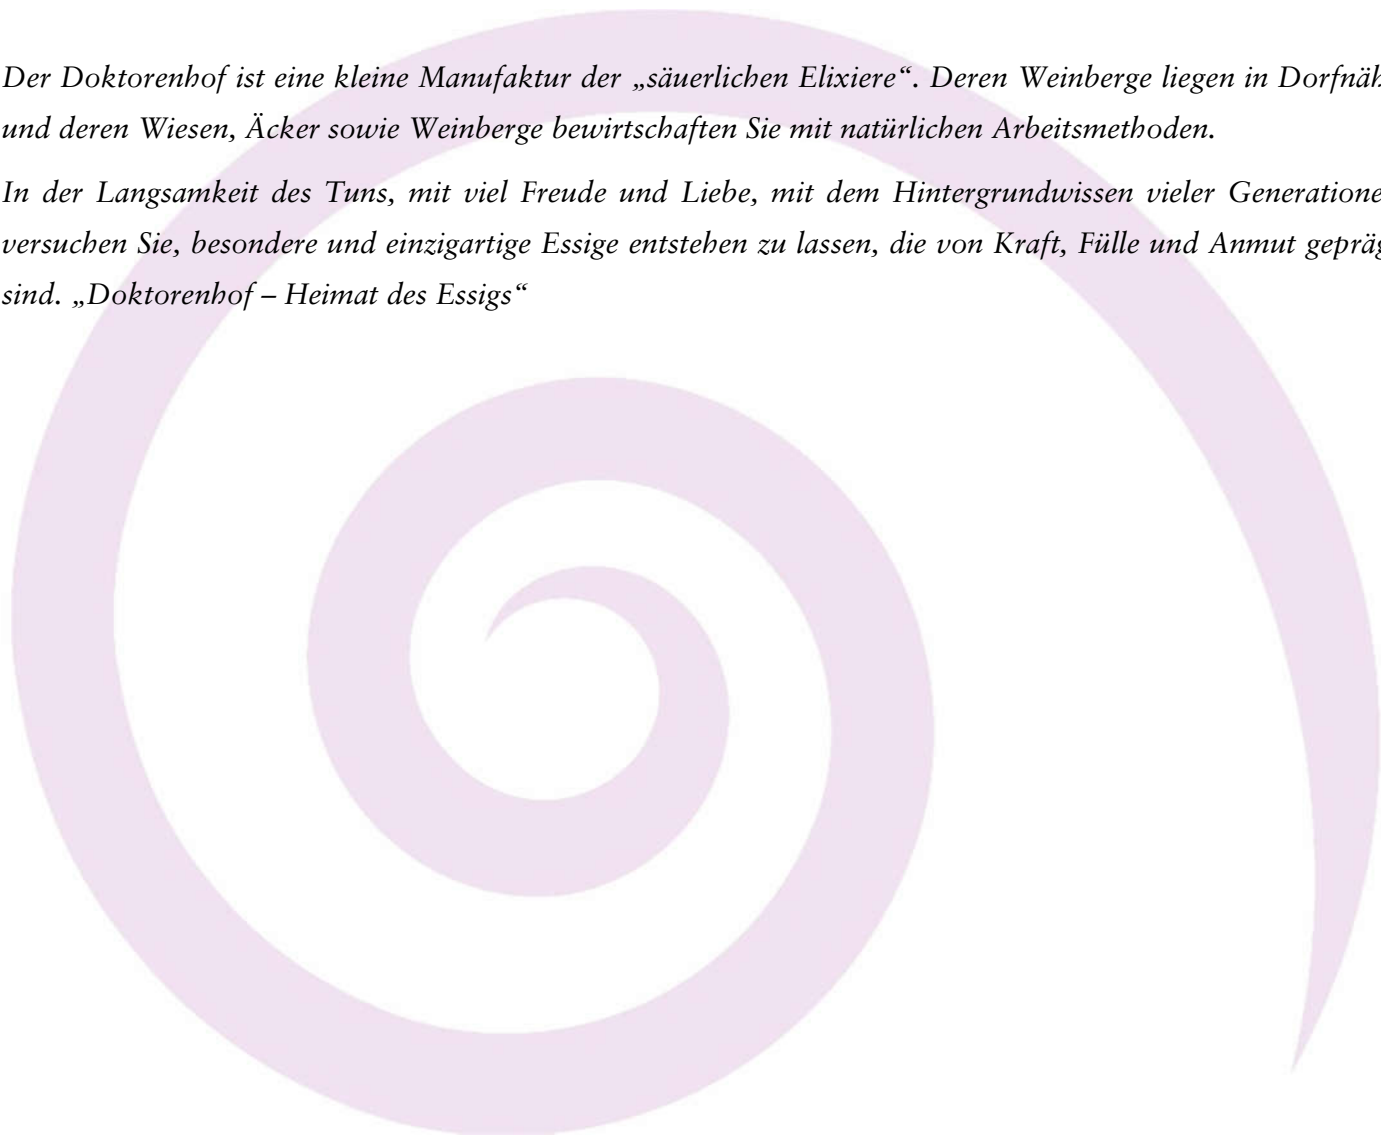 Der Doktorenhof ist eine kleine Manufaktur der „säuerlichen Elixiere“. Deren Weinberge liegen in Dorfnäh
und deren Wiesen, Äcker sowie Weinberge bewirtschaften Sie mit natürlichen Arbeitsmethoden.
In der Langsamkeit des Tuns, mit viel Freude und Liebe, mit dem Hintergrundwissen vieler Generatione
versuchen Sie, besondere und einzigartige Essige entstehen zu lassen, die von Kraft, Fülle und Anmut gepräg
sind. „Doktorenhof – Heimat des Essigs“